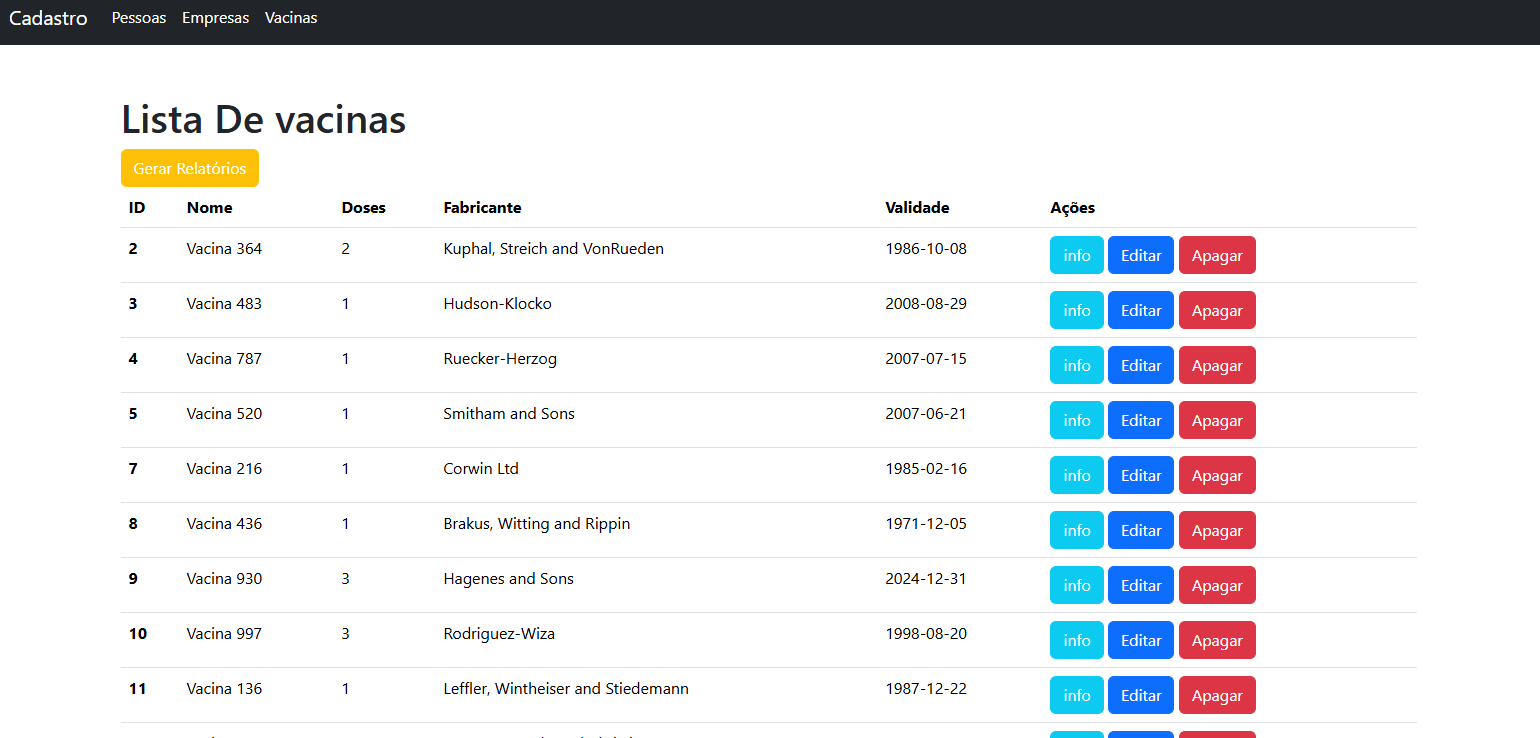 Cadastro Pessoas Empresas Vacinas
Lista De vacinas
Gerar Relatórios
ID Nome Doses Fabricante Validade Ações
2 Vacina 364 2 Kuphal, Streich and VonRueden 1986-10-08 info Editar Apagar
3 Vacina 483 1 Hudson-Klocko 2008-08-29 info Editar Apagar
4 Vacina 787 1 Ruecker-Herzog 2007-07-15 info Editar Apagar
5 Vacina 520 1 Smitham and Sons 2007-06-21 info Editar Apagar
7 Vacina 216 1 Corwin Ltd 1985-02-16 info Editar Apagar
8 Vacina 436 1 Brakus, Witting and Rippin 1971-12-05 info Editar Apagar
9 Vacina 930 3 Hagenes and Sons 2024-12-31 info Editar Apagar
10 Vacina 997 3 Rodriguez-Wiza 1998-08-20 info Editar Apagar
11 Vacina 136 1 Leffler, Wintheiser and Stiedemann 1987-12-22 info Editar Apagar